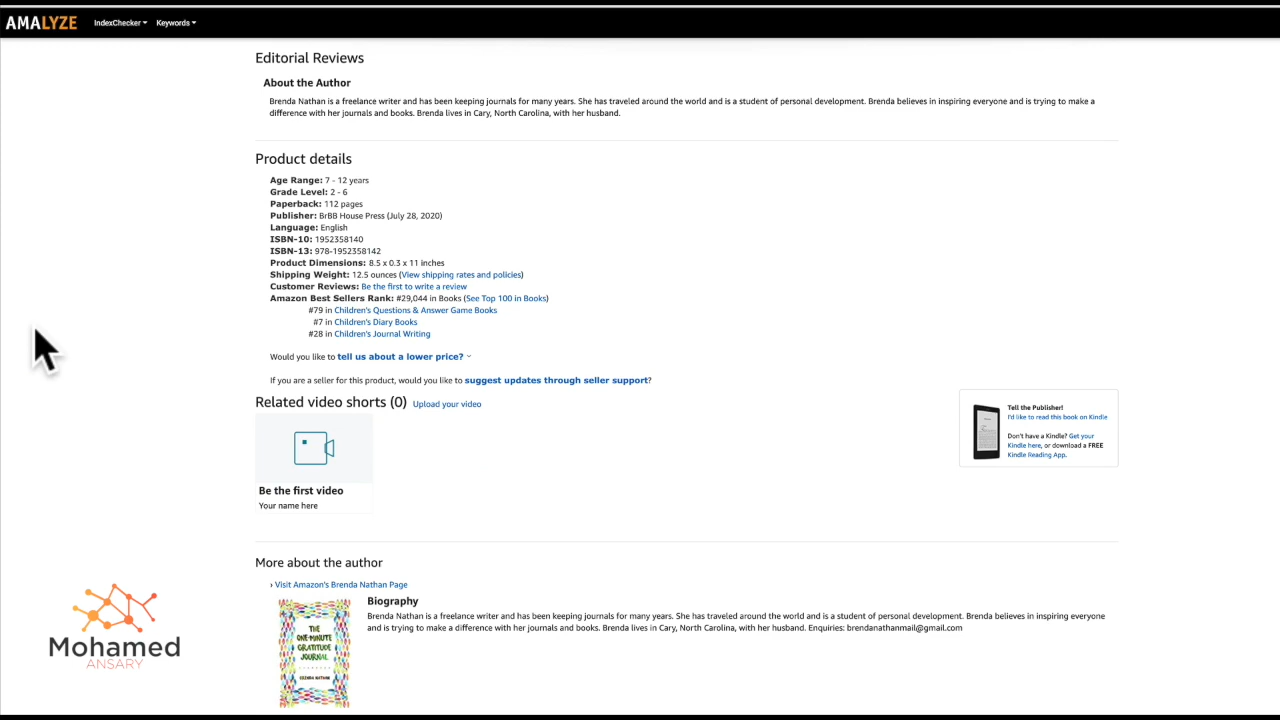 AMALYZE IndexChecker Keywords
Editorial Reviews
About the Author
Brenda Nathan is a freelance writer and has been keeping journals for many years. She has traveled around the world and is a student of personal development. Brenda believes in inspiring everyone and is trying to make a
difference with her journals and books. Brenda lives in Cary, North Carolina, with her husband.
Product details
Age Range: 7 - 12 years
Grade Level: 2 - 6
Paperback: 112 pages
Publisher: BrBB House Press (July 28, 2020)
Language: English
ISBN-10: 1952358140
ISBN-13: 978-1952358142
Product Dimensions: 8.5 x 0.3 x 11 inches
Shipping Weight: 12.5 ounces (View shipping rates and policies)
Customer Reviews: Be the first to write a review
Amazon Best Sellers Rank: #29,044 in Books (See Top 100 in Books)
#79 in Children's Questions & Answer Game Books
#7 in Children's Diary Books
#28 in Children's Journal Writing
Would you like to tell us about a lower price?
If you are a seller for this product, would you like to suggest updates through seller support?
Related video shorts (0) Upload your video
Be the first video
Your name here
Tell the Publisher!
I'd like to read this book on Kindle
Don't have a Kindle? Get your
Kindle here, or download a FREE
Kindle Reading App.
More about the author
› Visit Amazon's Brenda Nathan Page
Biography
Brenda Nathan is a freelance writer and has been keeping journals for many years. She has traveled around the world and is a student of personal development. Brenda believes in inspiring everyone
and is trying to make a difference with her journals and books. Brenda lives in Cary, North Carolina, with her husband. Enquiries: brendanathanmail@gmail.com
THE
ONE-MINUTE
GRATITUDE
JOURNAL
BRENDA NATHAN
Mohamed
ANSARY